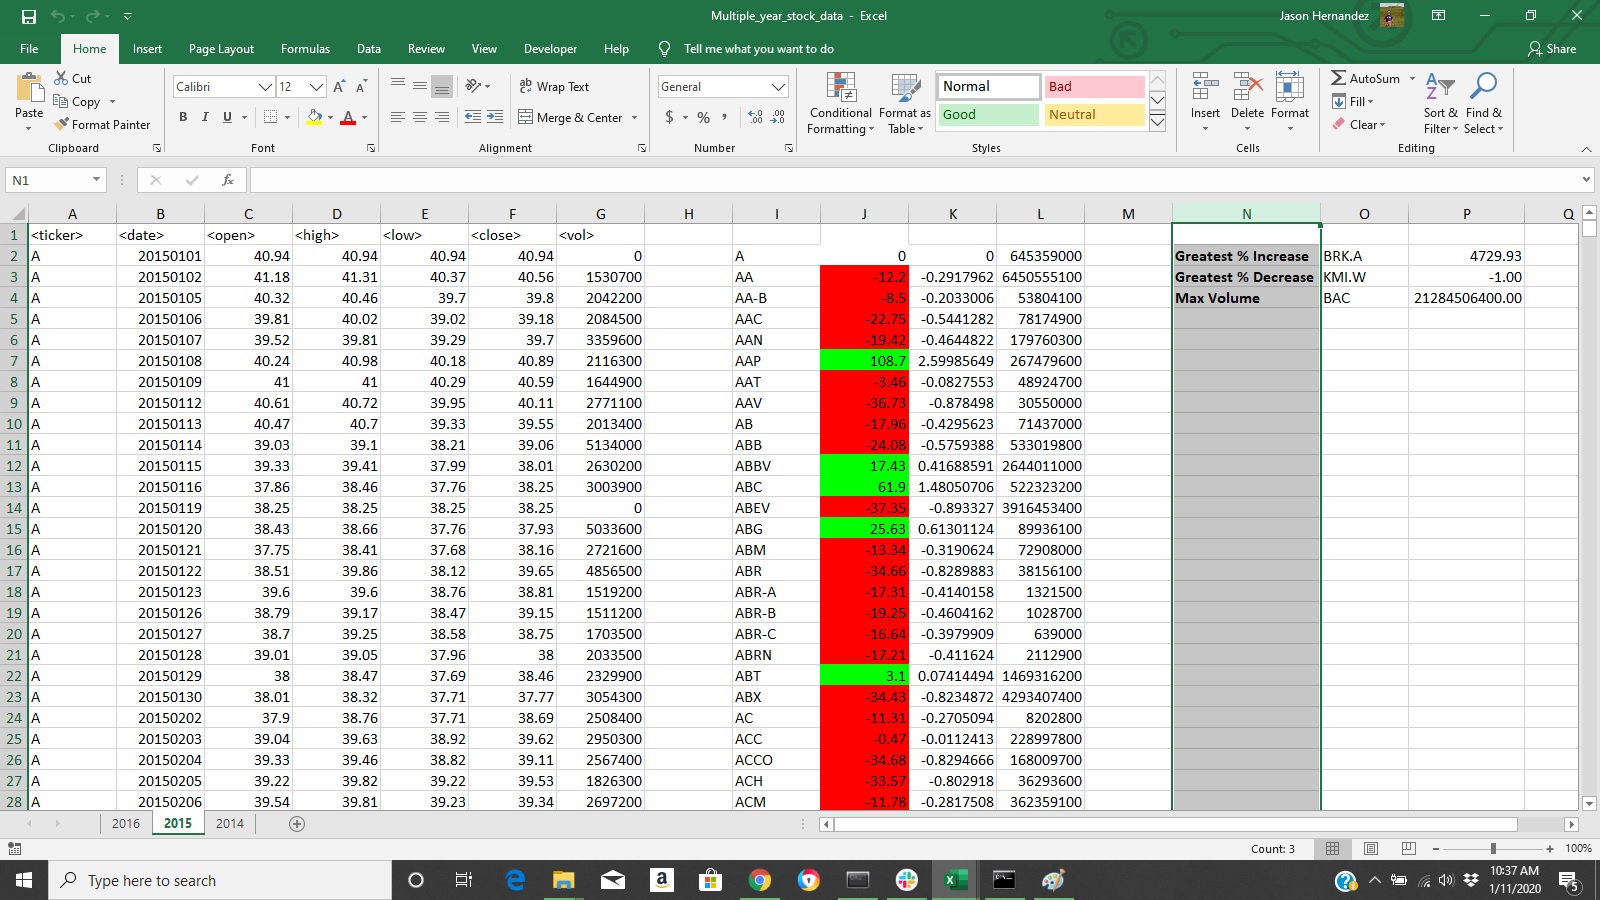 Multiple_year_stock_data - Excel
Jason Hernandez
File Home Insert Page Layout Formulas Data Review View Developer Help Tell me what you want to do Share
Paste
Cut
Copy
Format Painter
Clipboard
Calibri 12
B I U
Font
Wrap Text
Merge & Center
Alignment
General
$ % ,
Number
Conditional Formatting
Format as Table
Normal Bad
Good Neutral
Styles
Insert Delete Format
Cells
AutoSum
Fill
Clear
Sort & Filter
Find & Select
Editing
N1 fx
A B C D E F G H I J K L M N O P Q
1 <ticker> <date> <open> <high> <low> <close> <vol>
2 A 20150101 40.94 40.94 40.94 40.94 0 A 0 0 645359000 Greatest % Increase BRK.A 4729.93
3 A 20150102 41.18 41.31 40.37 40.56 1530700 AA -12.2 -0.2917962 6450555100 Greatest % Decrease KMI.W -1.00
4 A 20150105 40.32 40.46 39.7 39.8 2042200 AA-B -8.5 -0.2033006 53804100 Max Volume BAC 21284506400.00
5 A 20150106 39.81 40.02 39.02 39.18 2084500 AAC -22.75 -0.5441282 78174900
6 A 20150107 39.52 39.81 39.29 39.7 3359600 AAN -19.42 -0.4644822 179760300
7 A 20150108 40.24 40.98 40.18 40.89 2116300 AAP 108.7 2.59985649 267479600
8 A 20150109 41 41 40.29 40.59 1644900 AAT -3.46 -0.0827553 48924700
9 A 20150112 40.61 40.72 39.95 40.11 2771100 AAV -36.73 -0.878498 30550000
10 A 20150113 40.47 40.7 39.33 39.55 2013400 AB -17.96 -0.4295623 71437000
11 A 20150114 39.03 39.1 38.21 39.06 5134000 ABB -24.08 -0.5759388 533019800
12 A 20150115 39.33 39.41 37.99 38.01 2630200 ABBV 17.43 0.41688591 2644011000
13 A 20150116 37.86 38.46 37.76 38.25 3003900 ABC 61.9 1.48050706 522323200
14 A 20150119 38.25 38.25 38.25 38.25 0 ABEV -37.35 -0.893327 3916453400
15 A 20150120 38.43 38.66 37.76 37.93 5033600 ABG 25.63 0.61301124 89936100
16 A 20150121 37.75 38.41 37.68 38.16 2721600 ABM -13.34 -0.3190624 72908000
17 A 20150122 38.51 39.86 38.12 39.65 4856500 ABR -34.66 -0.8289883 38156100
18 A 20150123 39.6 39.6 38.76 38.81 1519200 ABR-A -17.31 -0.4140158 1321500
19 A 20150126 38.79 39.17 38.47 39.15 1511200 ABR-B -19.25 -0.4604162 1028700
20 A 20150127 38.7 39.25 38.58 38.75 1703500 ABR-C -16.64 -0.3979909 639000
21 A 20150128 39.01 39.05 37.96 38 2033500 ABRN -17.21 -0.411624 2112900
22 A 20150129 38 38.47 37.69 38.46 2329900 ABT 3.1 0.07414494 1469316200
23 A 20150130 38.01 38.32 37.71 37.77 3054300 ABX -34.43 -0.8234872 4293407400
24 A 20150202 37.9 38.76 37.71 38.69 2508400 AC -11.31 -0.2705094 8202800
25 A 20150203 39.04 39.63 38.92 39.62 2950300 ACC -0.47 -0.0112413 228997800
26 A 20150204 39.33 39.46 38.82 39.11 2567400 ACCO -34.68 -0.8294666 168009700
27 A 20150205 39.22 39.82 39.22 39.53 1826300 ACH -33.57 -0.802918 36293600
28 A 20150206 39.54 39.81 39.23 39.34 2697200 ACM -11.78 -0.2817508 362359100
2016 2015 2014
Count: 3 100%
Type here to search
10:37 AM
1/11/2020
5